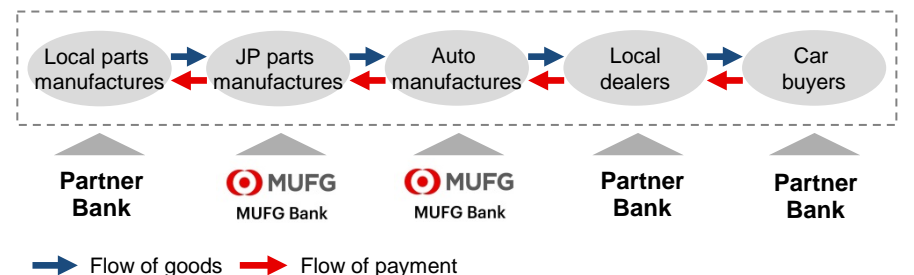 Local parts
manufactures
JP parts
manufactures
Auto
manufactures
Local
dealers
Car
buyers
Partner
Bank
MUFG
MUFG Bank
MUFG
MUFG Bank
Partner
Bank
Partner
Bank
Flow of goods
Flow of payment